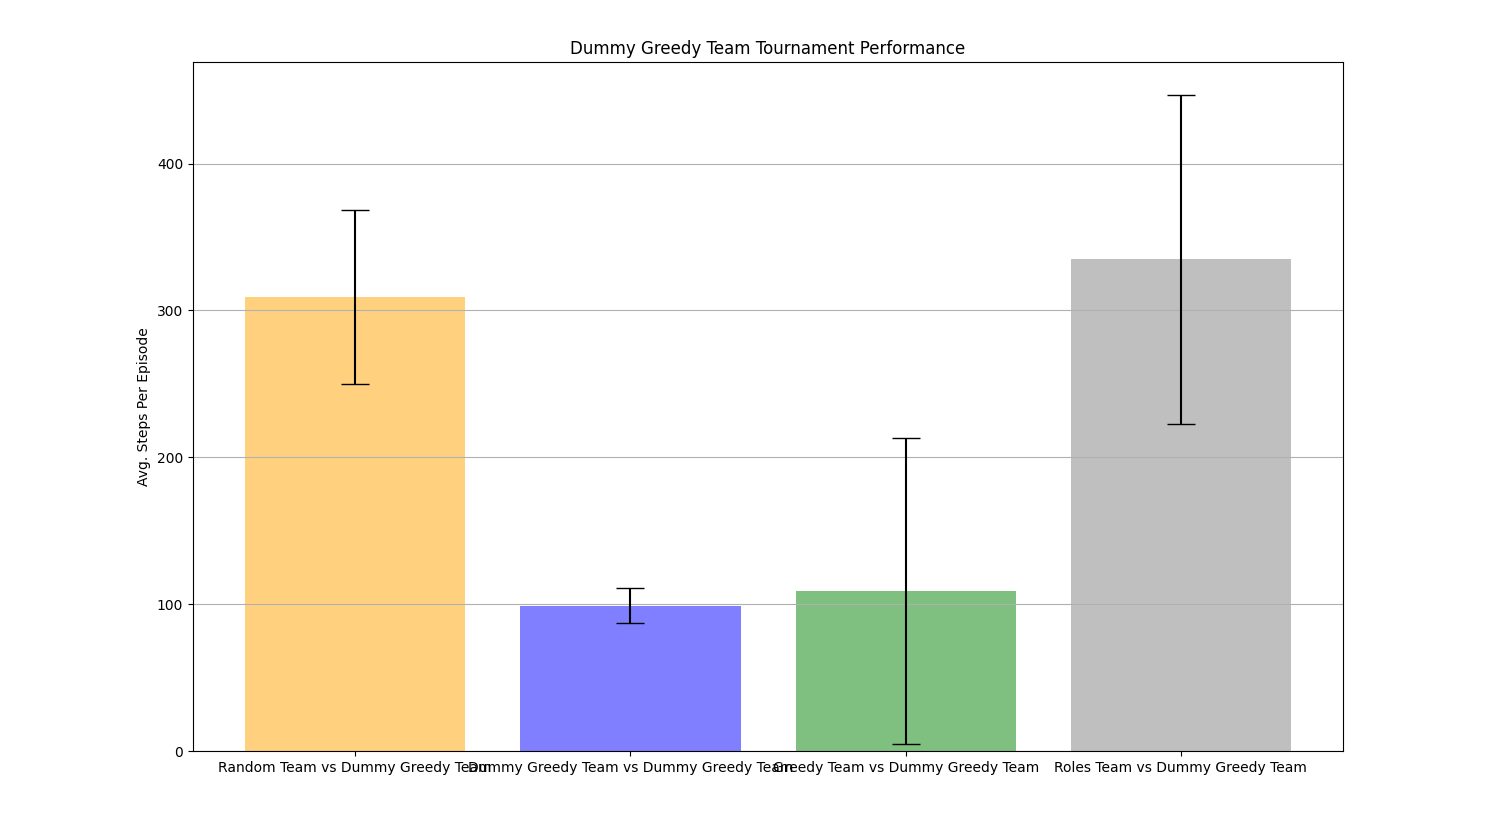 Dummy Greedy Team Tournament Performance
Avg. Steps Per Episode
400
300
200
100
0
Random Team vs Dummy Greedy Team
Dummy Greedy Team vs Dummy Greedy Team
Greedy Team vs Dummy Greedy Team
Roles Team vs Dummy Greedy Team